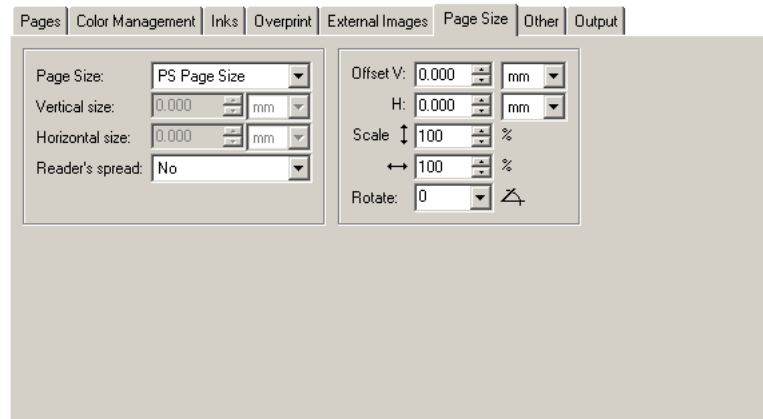 Pages Color Management Inks Overprint External Images Page Size Other Output
Page Size: PS Page Size
Vertical size: 0.000 mm
Horizontal size: 0.000 mm
Reader's spread: No
Offset V: 0.000 mm
H: 0.000 mm
Scale 100 %
100 %
Rotate: 0